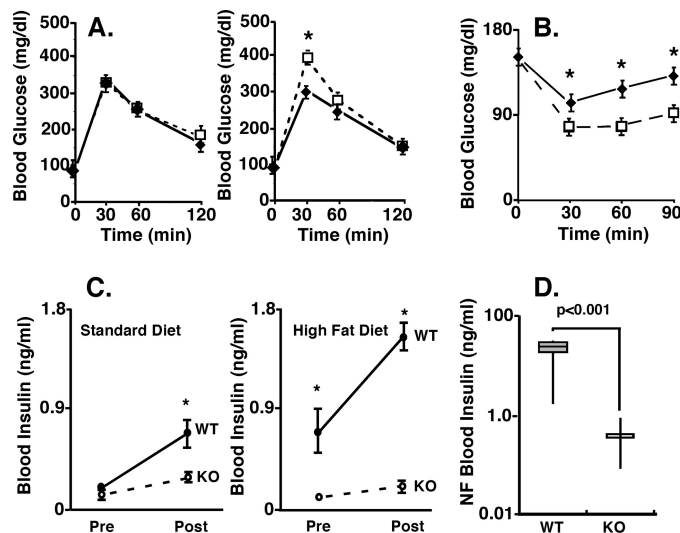 A.
Blood Glucose (mg/dl)
500
400
300
200
100
0
0 30 60 120
Time (min)
Blood Glucose (mg/dl)
500
400
300
200
100
0
*
0 30 60 120
Time (min)
B.
Blood Glucose (mg/dl)
180
90
0
* * *
0 30 60 90
Time (min)
C.
Blood Insulin (ng/ml)
1.8
0.9
0
Standard Diet
*
WT
KO
Pre Post
Blood Insulin (ng/ml)
1.8
0.9
0
High Fat Diet
*
*
WT
KO
Pre Post
D.
NF Blood Insulin (ng/ml)
100
1.0
0.01
p<0.001
WT KO